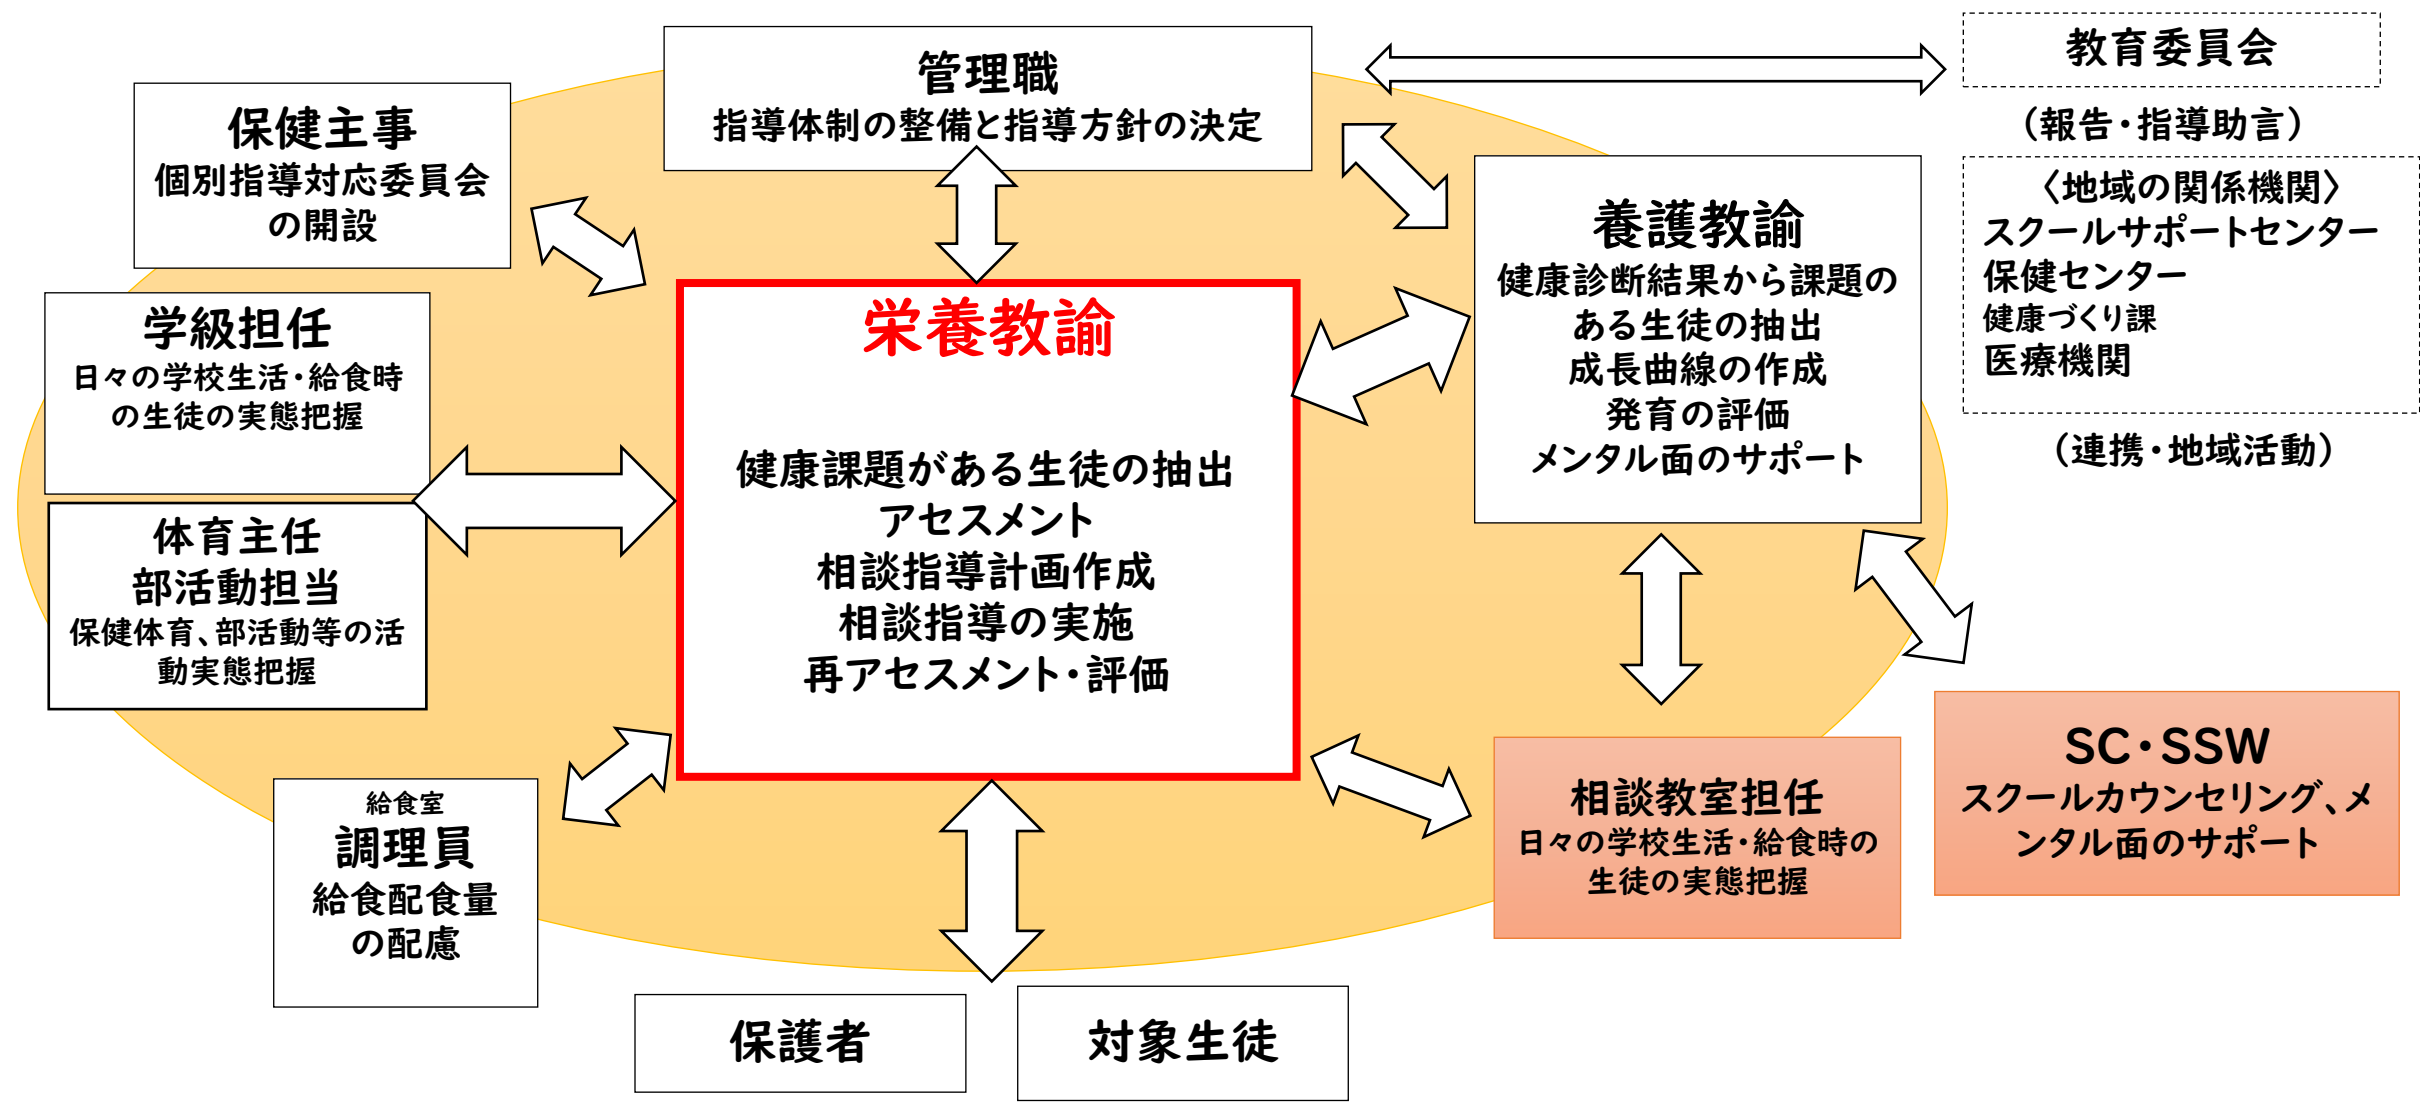 管理職
指導体制の整備と指導方針の決定
教育委員会
（報告・指導助言）
保健主事
個別指導対応委員会
の開設
〈地域の関係機関〉
スクールサポートセンター
保健センター
健康づくり課
医療機関
（連携・地域活動）
養護教諭
健康診断結果から課題の
ある生徒の抽出
成長曲線の作成
発育の評価
メンタル面のサポート
学級担任
日々の学校生活・給食時
の生徒の実態把握
栄養教諭
健康課題がある生徒の抽出
アセスメント
相談指導計画作成
相談指導の実施
再アセスメント・評価
体育主任
部活動担当
保健体育、部活動等の活
動実態把握
SC・SSW
スクールカウンセリング、メ
ンタル面のサポート
相談教室担任
日々の学校生活・給食時の
生徒の実態把握
給食室
調理員
給食配食量
の配慮
保護者
対象生徒